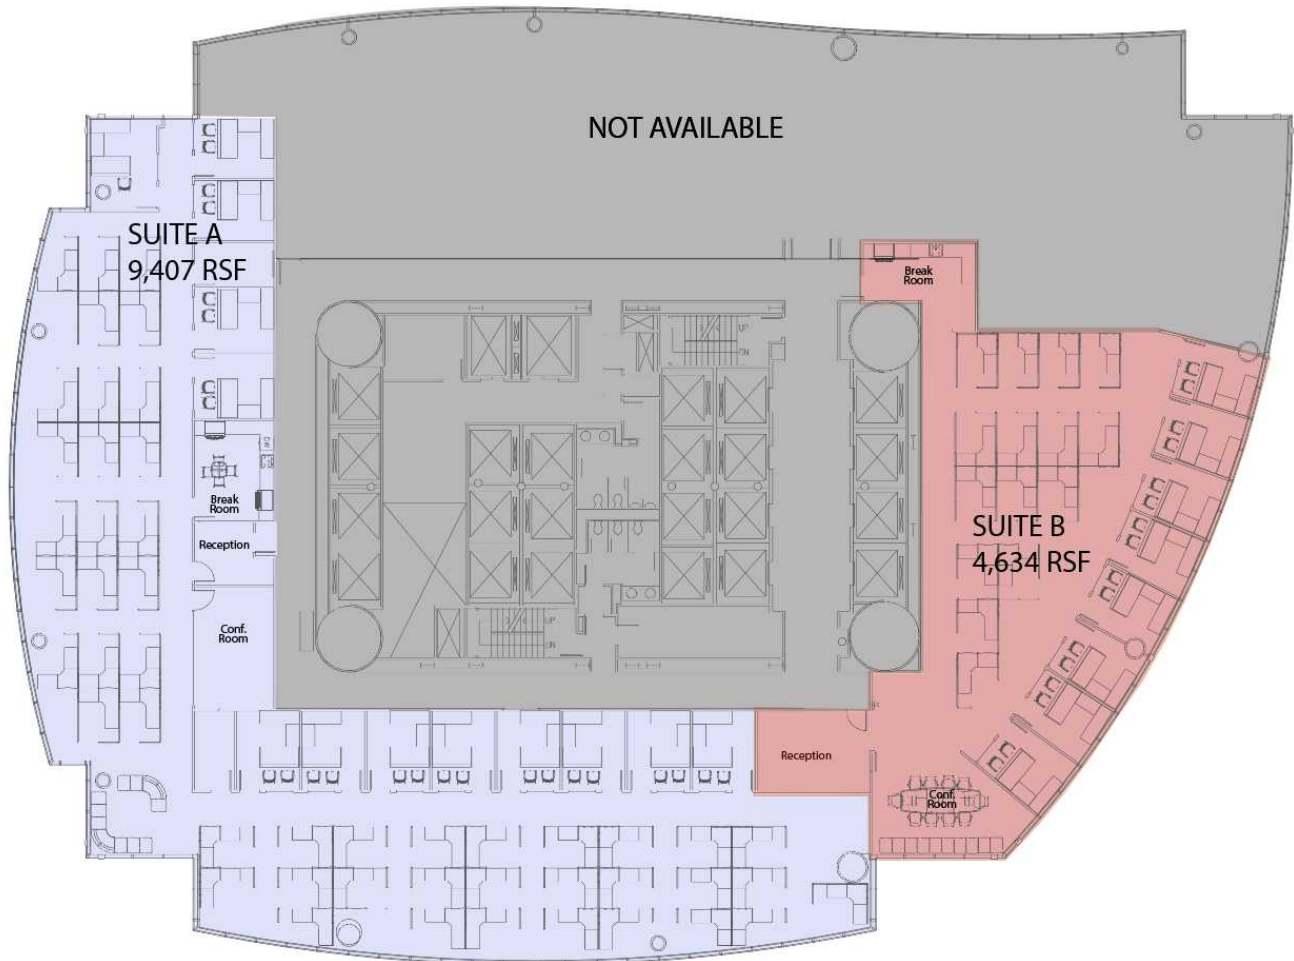 NOT AVAILABLE
SUITE A
9,407 RSF
Break
Room
UP
DN
Break
Room
Reception
SUITE B
4,634 RSF
Conf.
Room
UP
DN
Reception
Conf.
Room